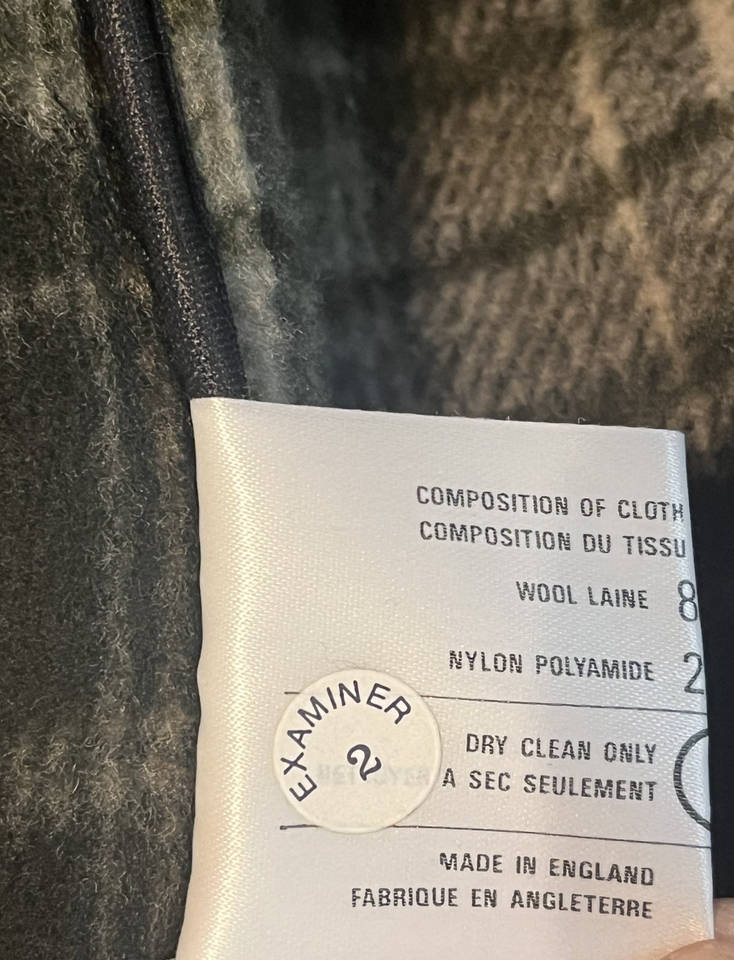 COMPOSITION OF CLOTH
COMPOSITION DU TISSU
WOOL LAINE 8
NYLON POLYAMIDE 2
EXAMINER
2
DRY CLEAN ONLY
A SEC SEULEMENT
MADE IN ENGLAND
FABRIQUE EN ANGLETERRE